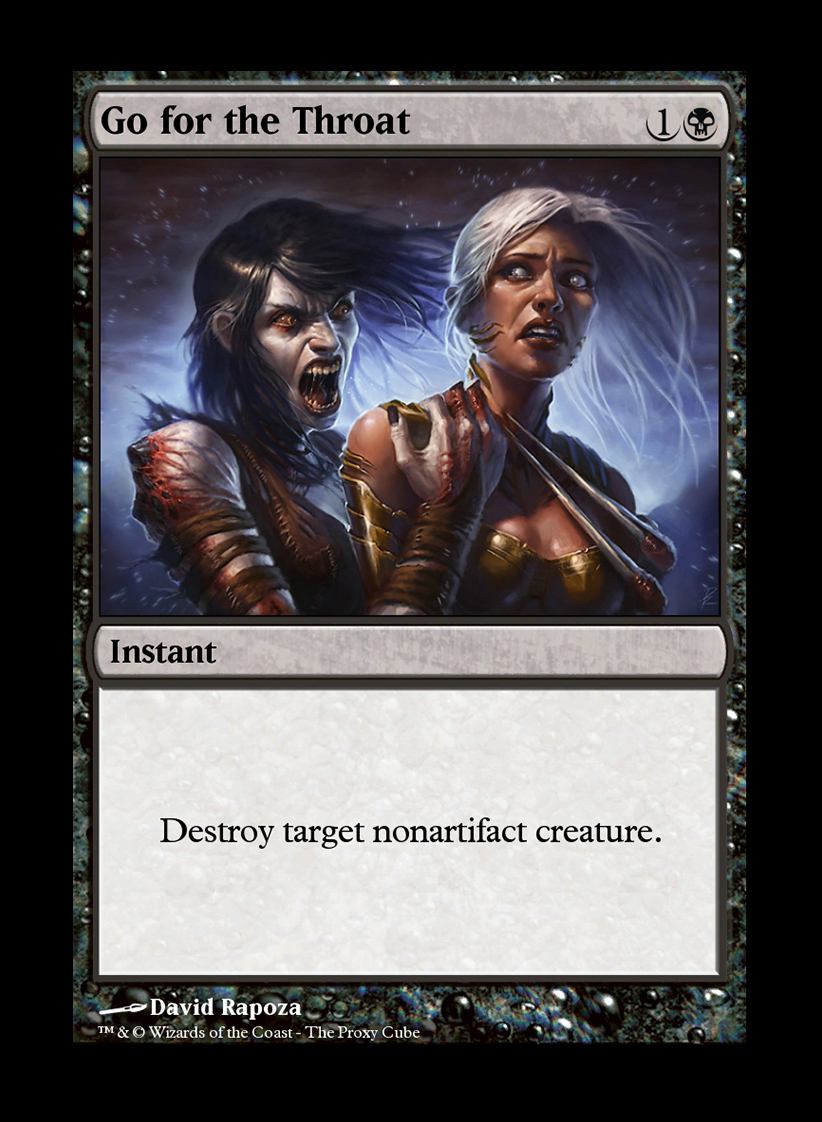 Go for the Throat 1
Instant
Destroy target nonartifact creature.
David Rapoza
™ & © Wizards of the Coast - The Proxy Cube